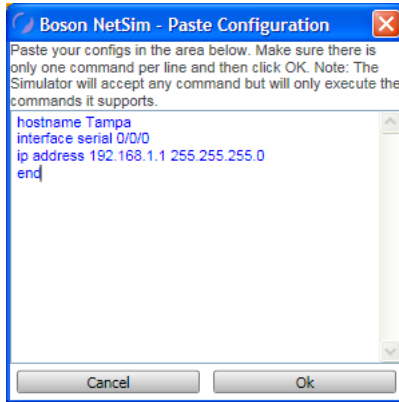 Boson NetSim - Paste Configuration
Paste your configs in the area below. Make sure there is
only one command per line and then click OK. Note: The
Simulator will accept any command but will only execute the
commands it supports.
hostname Tampa
interface serial 0/0/0
ip address 192.168.1.1 255.255.255.0
end
Cancel
Ok